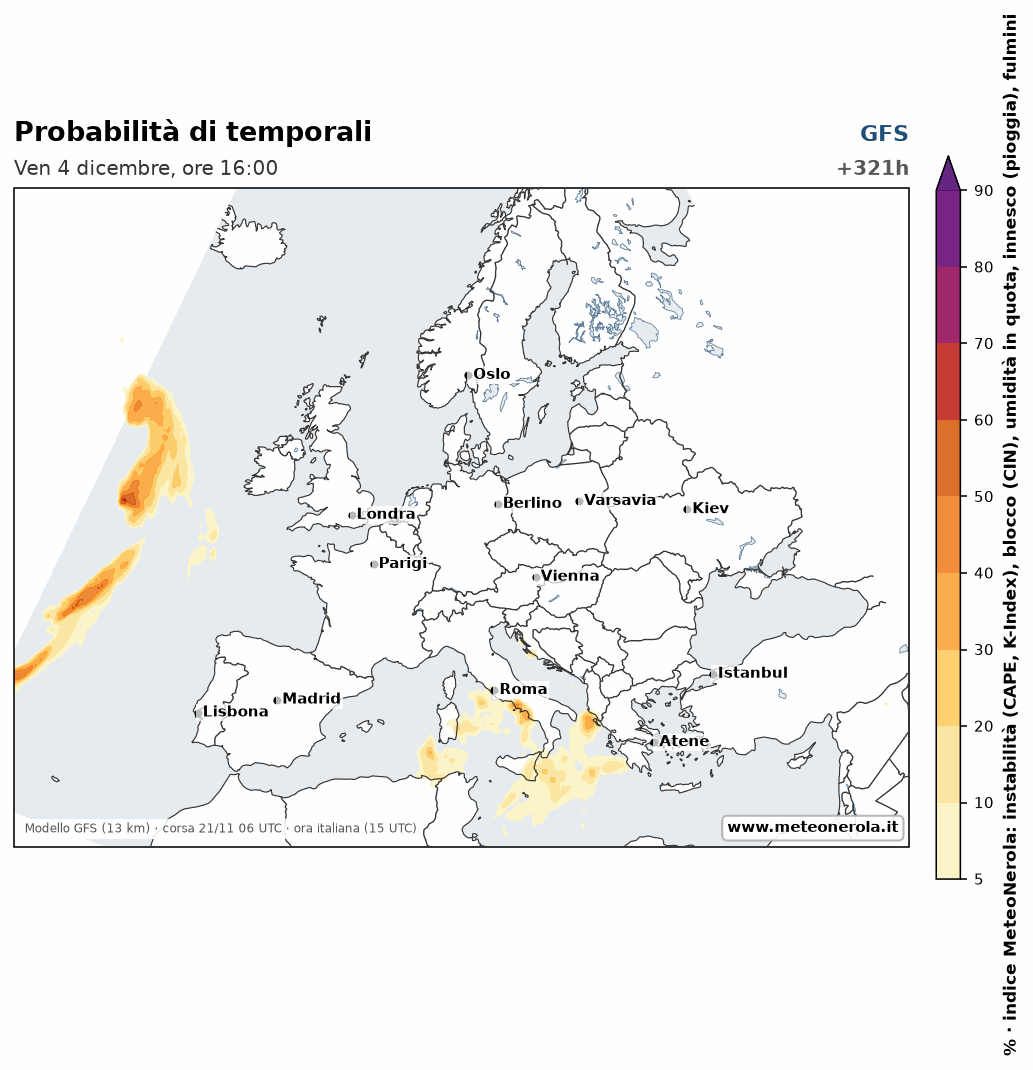 Probabilità di temporali
GFS
Ven 4 dicembre, ore 16:00
+321h
Oslo
Berlino
Varsavia
Kiev
Londra
Parigi
Vienna
Istanbul
Roma
Madrid
Lisbona
Atene
Modello GFS (13 km) · corsa 21/11 06 UTC · ora italiana (15 UTC)
www.meteonerola.it
90
80
70
60
50
40
30
20
10
5
% · indice MeteoNerola: instabilità (CAPE, K-Index), blocco (CIN), umidità in quota, innesco (pioggia), fulmini